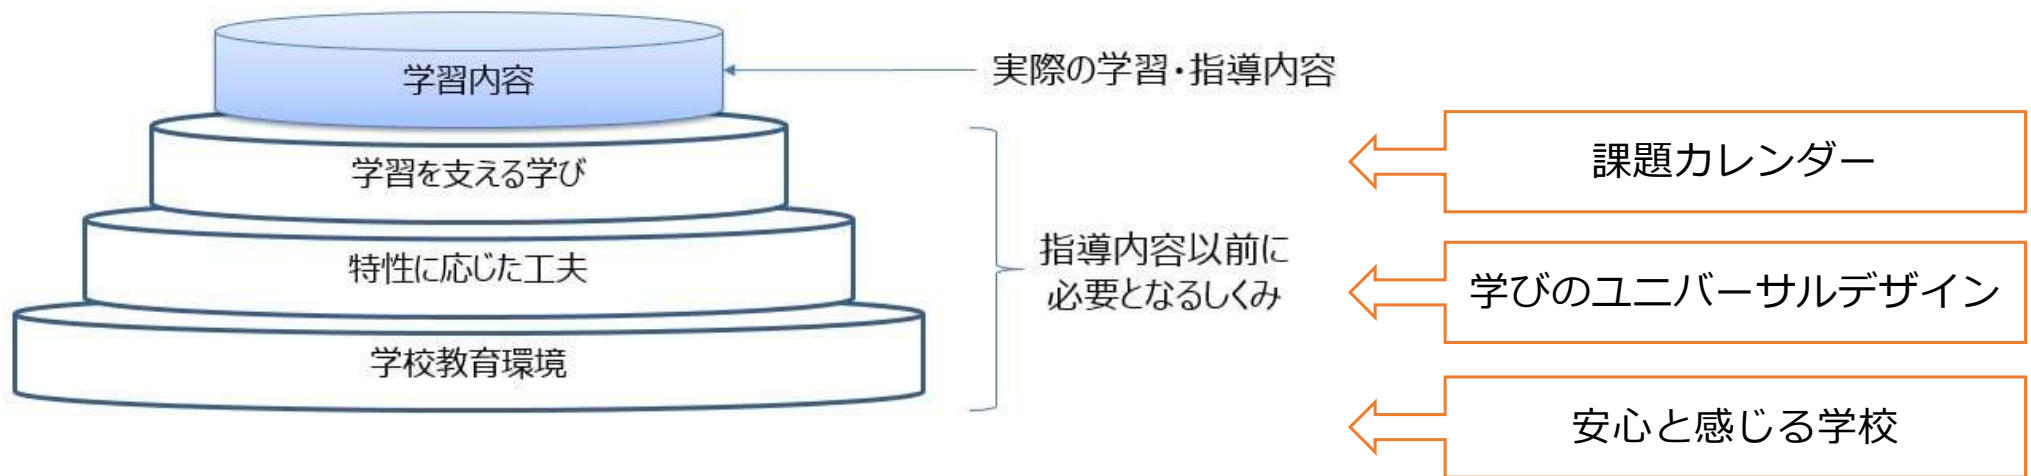 学習内容
実際の学習・指導内容
学習を支える学び
特性に応じた工夫
学校教育環境
指導内容以前に
必要となるしくみ
課題カレンダー
学びのユニバーサルデザイン
安心と感じる学校